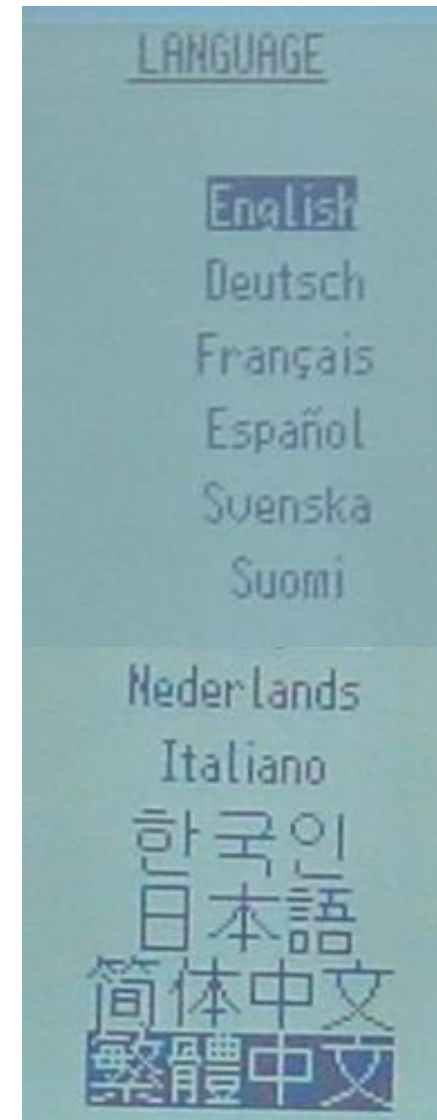 LANGUAGE
English
Deutsch
Français
Español
Svenska
Suomi
Nederlands
Italiano
한국인
日本語
简体中文
繁體中文